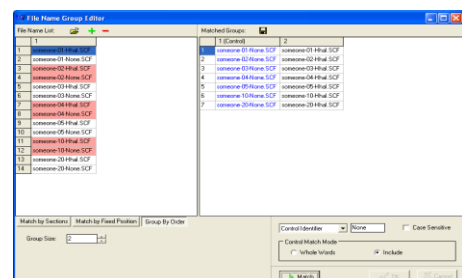 File Name Group Editor
File Name List:
Matched Groups:
1
1 someone-01-Hhal.SCF
2 someone-01-None.SCF
3 someone-02-Hhal.SCF
4 someone-02-None.SCF
5 someone-03-Hhal.SCF
6 someone-03-None.SCF
7 someone-04-Hhal.SCF
8 someone-04-None.SCF
9 someone-05-Hhal.SCF
10 someone-05-None.SCF
11 someone-10-Hhal.SCF
12 someone-10-None.SCF
13 someone-20-Hhal.SCF
14 someone-20-None.SCF
1 (Control) 2
1 someone-01-None.SCF someone-01-Hhal.SCF
2 someone-02-None.SCF someone-02-Hhal.SCF
3 someone-03-None.SCF someone-03-Hhal.SCF
4 someone-04-None.SCF someone-04-Hhal.SCF
5 someone-05-None.SCF someone-05-Hhal.SCF
6 someone-10-None.SCF someone-10-Hhal.SCF
7 someone-20-None.SCF someone-20-Hhal.SCF
Match by Sections Match by Fixed Position Group By Order
Group Size: 2
Control Identifier None Case Sensitive
Control Match Mode
Whole Words Include
Match OK Cancel